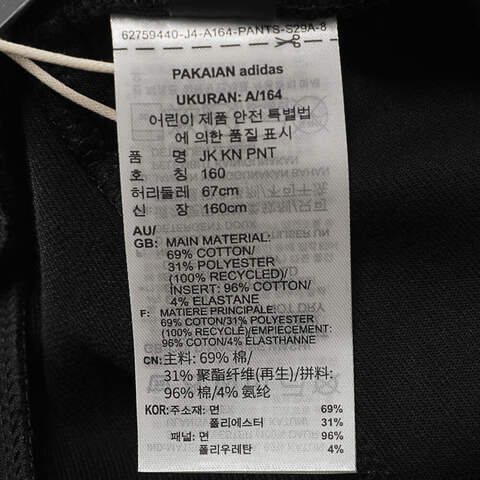 62759440-J4-A164-PANTS-S29A-8
PAKAIAN adidas
UKURAN: A/164
어린이 제품 안전 특별법
에 의한 품질 표시
품 명 JK KN PNT
호 칭 160
허리둘레 67cm
신 장 160cm
AU/
GB: MAIN MATERIAL:
69% COTTON/
31% POLYESTER
(100% RECYCLED)/
INSERT: 96% COTTON/
4% ELASTANE
F: MATIERE PRINCIPALE:
69% COTON/31% POLYESTER
(100% RECYCLÉ)/EMPIECEMENT:
96% COTON/4% ÉLASTHANNE
CN: 主料: 69% 棉/
31% 聚酯纤维(再生)/拼料:
96% 棉/4% 氨纶
KOR: 주소재: 면 69%
폴리에스터 31%
패널: 면 96%
폴리우레탄 4%